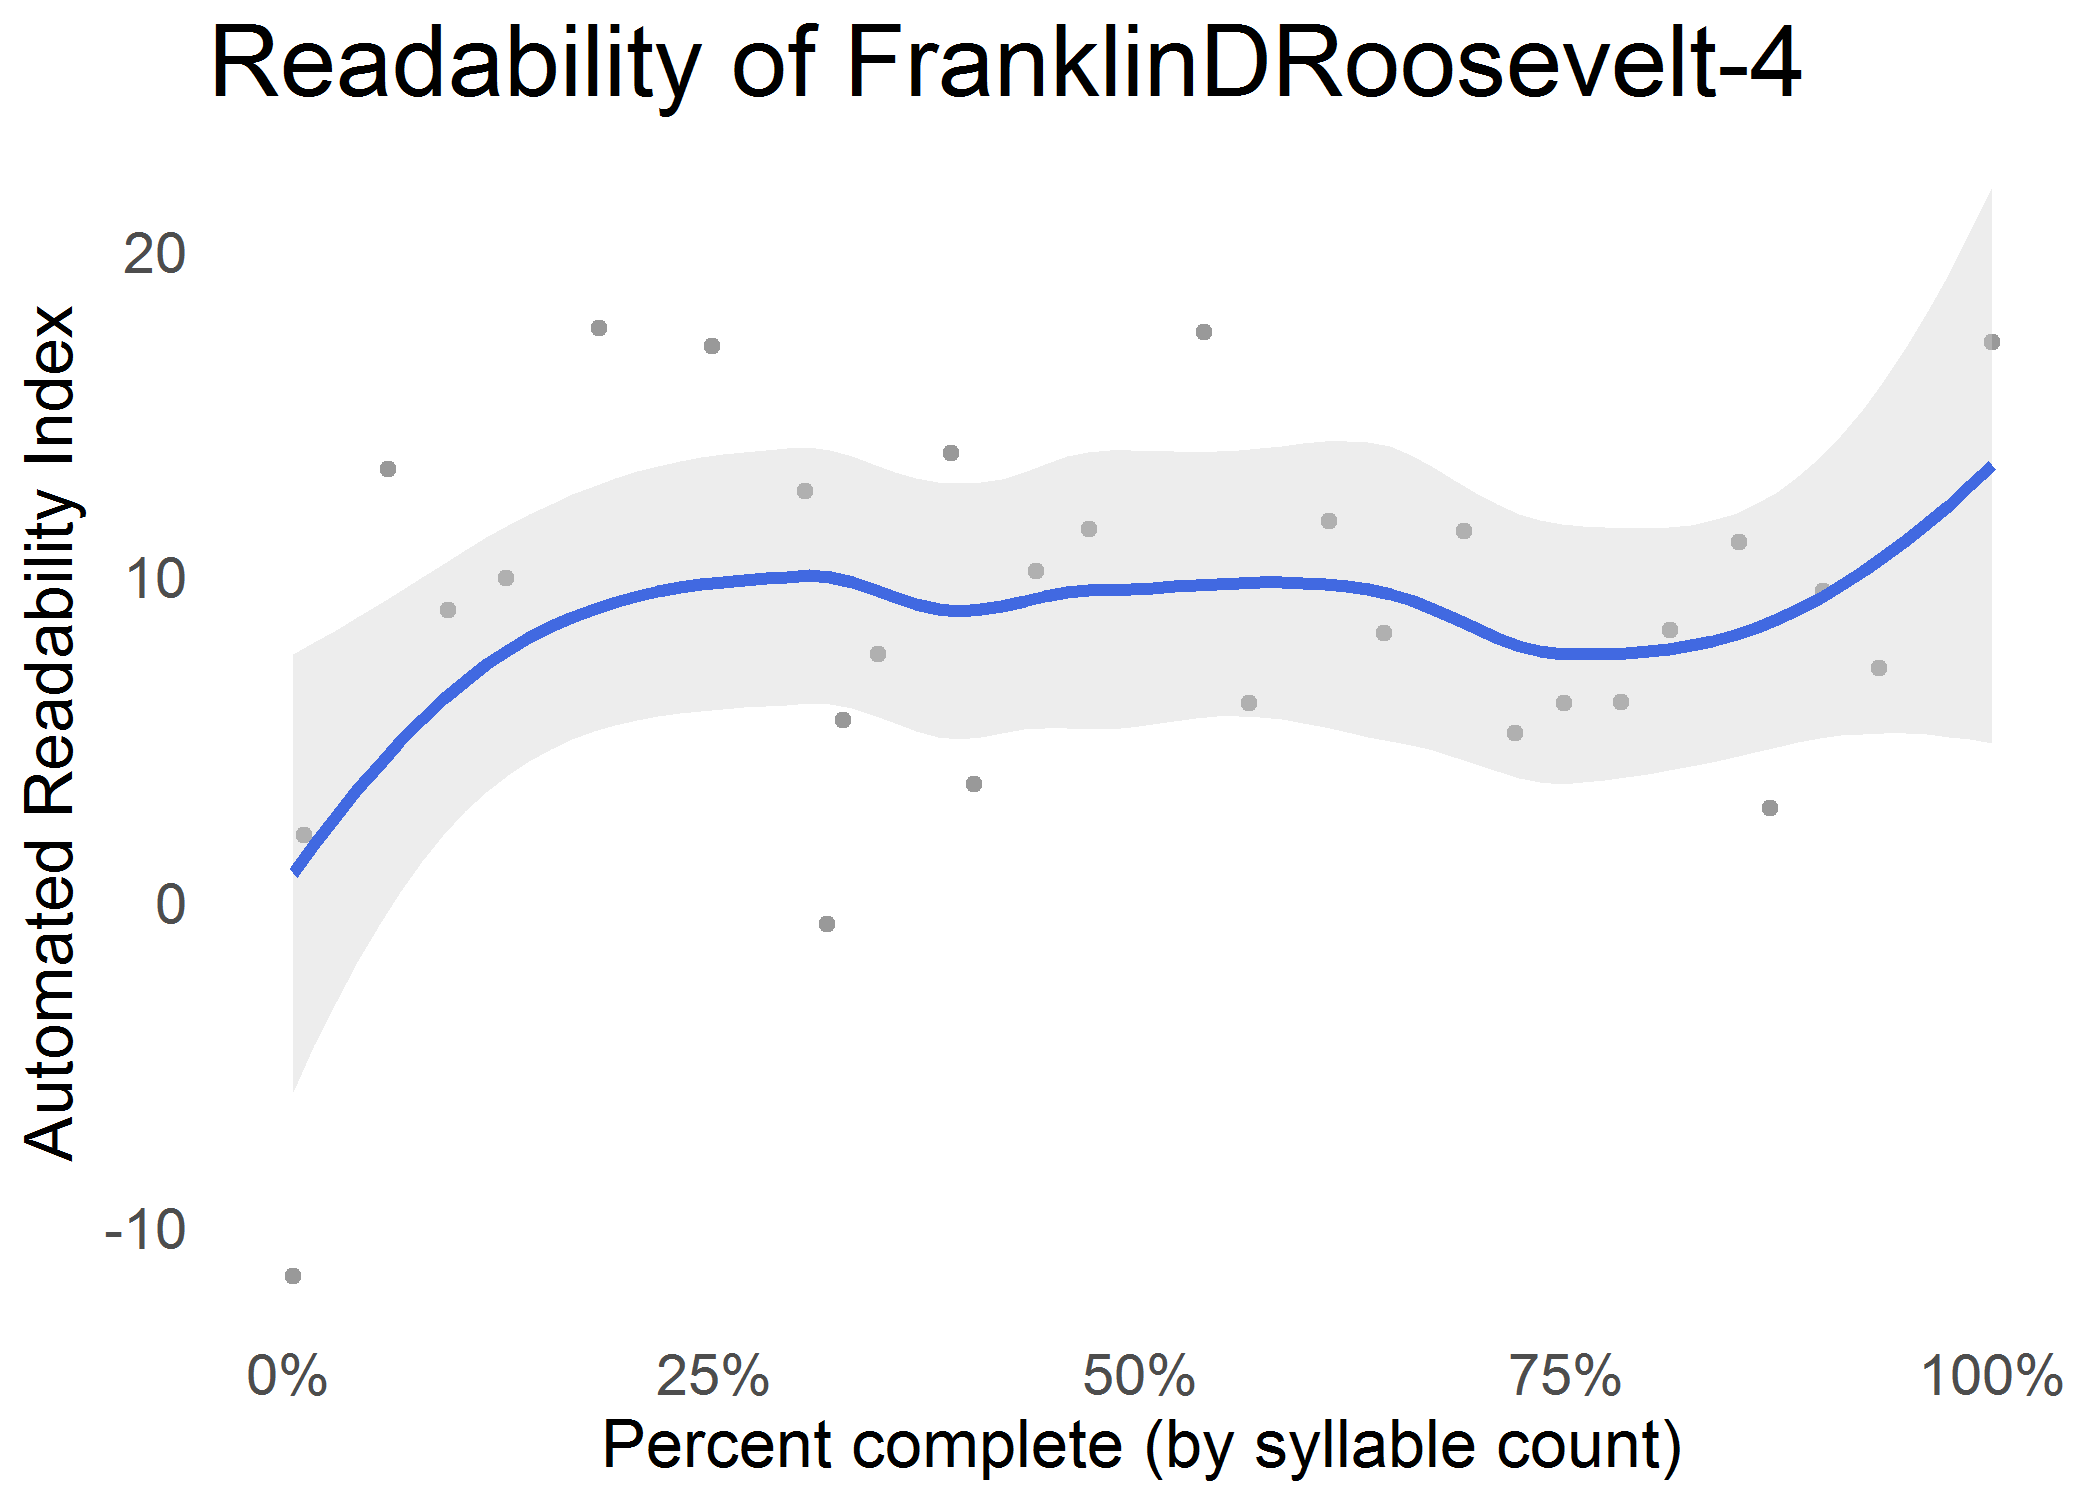 Readability of FranklinDRoosevelt-4
Automated Readability Index
20
10
0
-10
0% 25% 50% 75% 100%
Percent complete (by syllable count)